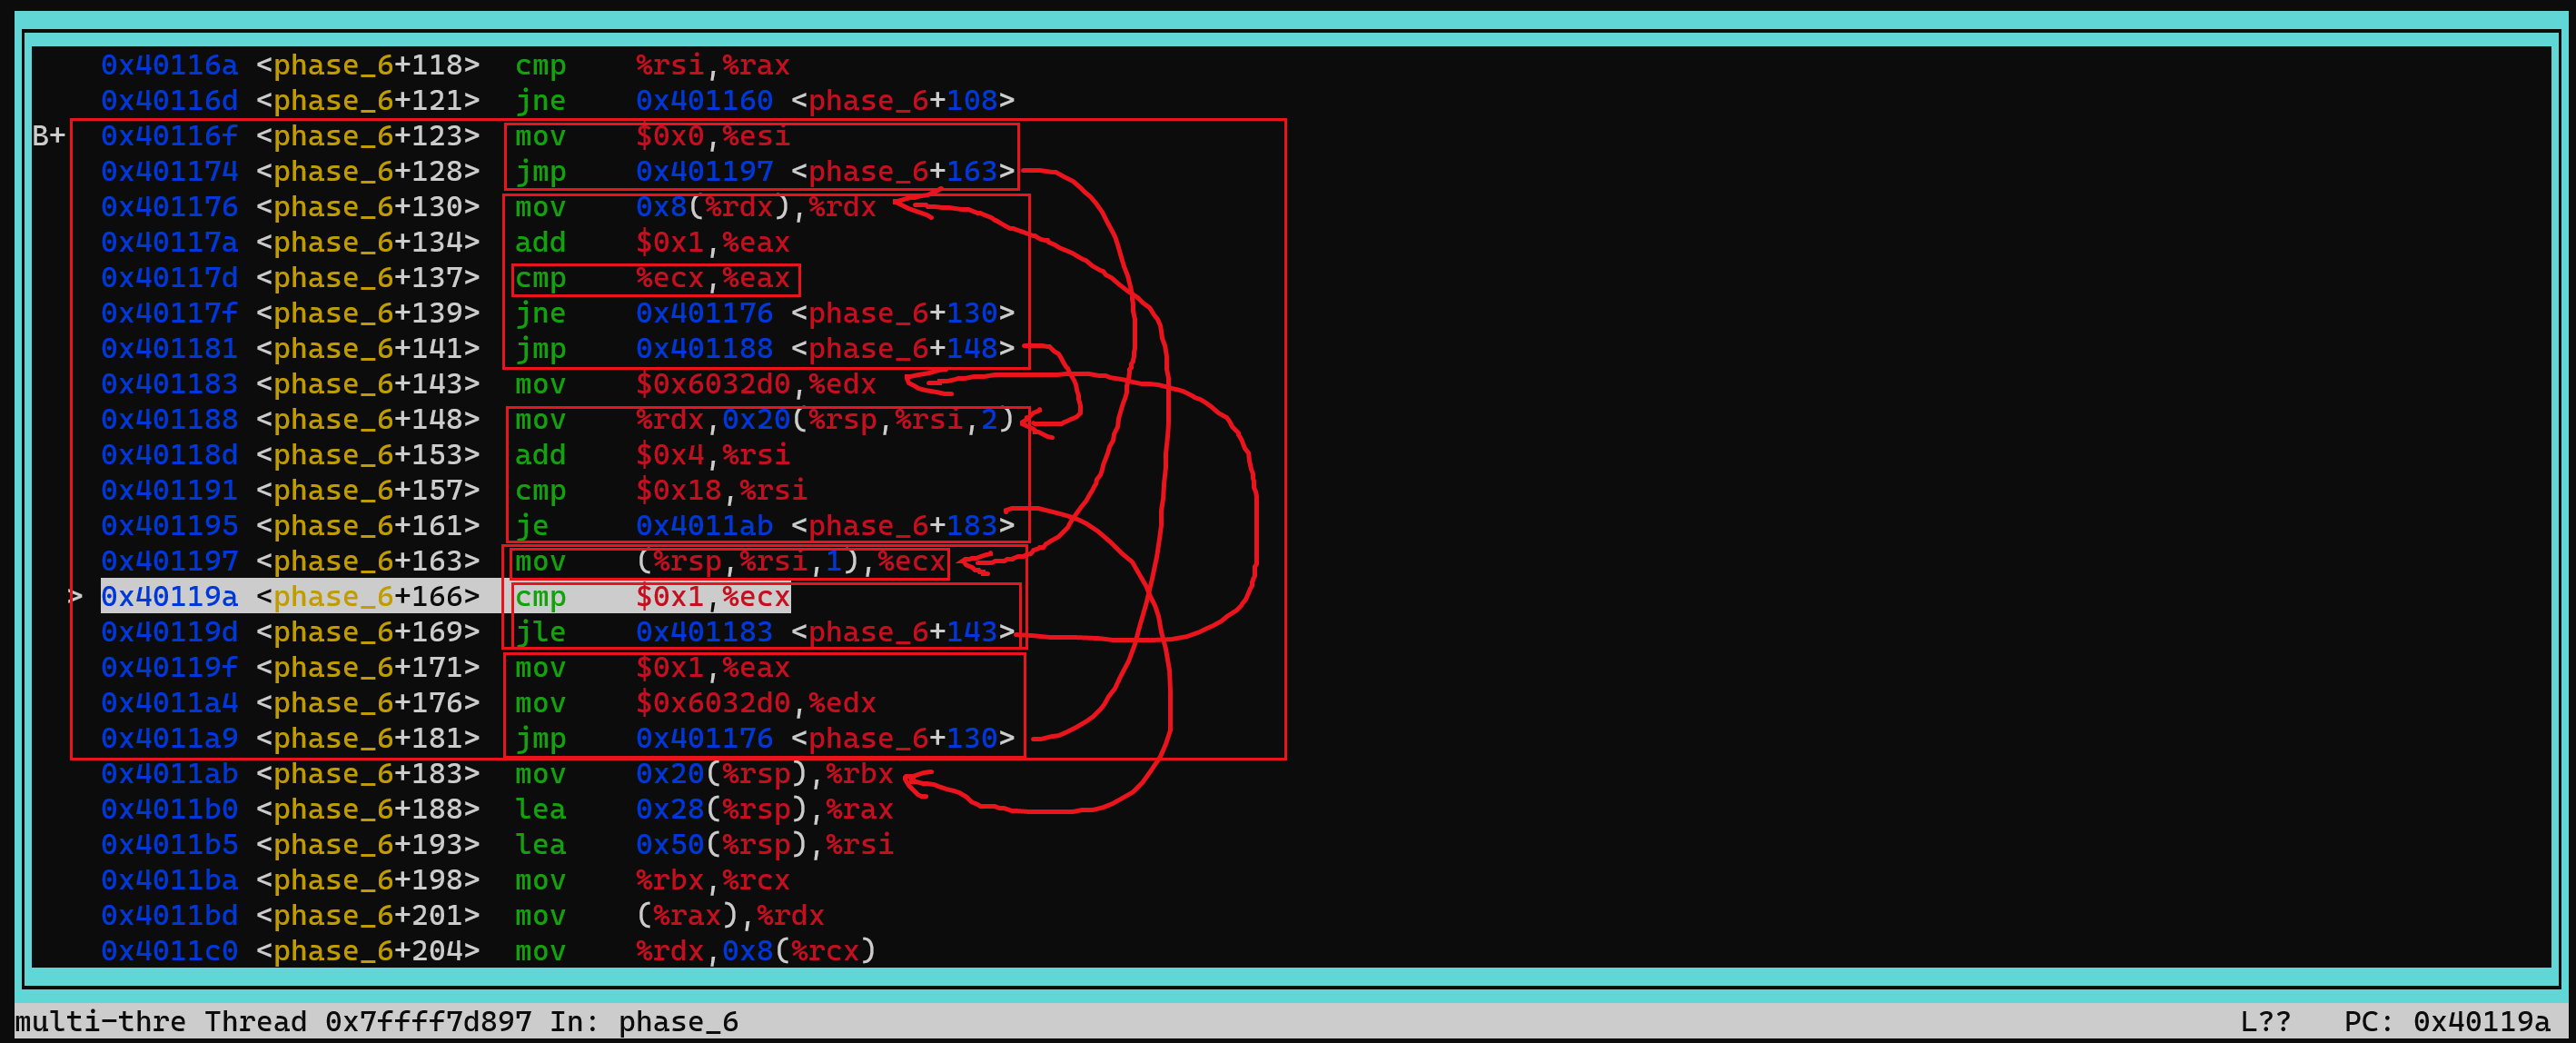 0x40116a <phase_6+118> cmp %rsi,%rax
0x40116d <phase_6+121> jne 0x401160 <phase_6+108>
B+ 0x40116f <phase_6+123> mov $0x0,%esi
0x401174 <phase_6+128> jmp 0x401197 <phase_6+163>
0x401176 <phase_6+130> mov 0x8(%rdx),%rdx
0x40117a <phase_6+134> add $0x1,%eax
0x40117d <phase_6+137> cmp %ecx,%eax
0x40117f <phase_6+139> jne 0x401176 <phase_6+130>
0x401181 <phase_6+141> jmp 0x401188 <phase_6+148>
0x401183 <phase_6+143> mov $0x6032d0,%edx
0x401188 <phase_6+148> mov %rdx,0x20(%rsp,%rsi,2)
0x40118d <phase_6+153> add $0x4,%rsi
0x401191 <phase_6+157> cmp $0x18,%rsi
0x401195 <phase_6+161> je 0x4011ab <phase_6+183>
0x401197 <phase_6+163> mov (%rsp,%rsi,1),%ecx
> 0x40119a <phase_6+166> cmp $0x1,%ecx
0x40119d <phase_6+169> jle 0x401183 <phase_6+143>
0x40119f <phase_6+171> mov $0x1,%eax
0x4011a4 <phase_6+176> mov $0x6032d0,%edx
0x4011a9 <phase_6+181> jmp 0x401176 <phase_6+130>
0x4011ab <phase_6+183> mov 0x20(%rsp),%rbx
0x4011b0 <phase_6+188> lea 0x28(%rsp),%rax
0x4011b5 <phase_6+193> lea 0x50(%rsp),%rsi
0x4011ba <phase_6+198> mov %rbx,%rcx
0x4011bd <phase_6+201> mov (%rax),%rdx
0x4011c0 <phase_6+204> mov %rdx,0x8(%rcx)
multi-thre Thread 0x7ffff7d897 In: phase_6 L?? PC: 0x40119a